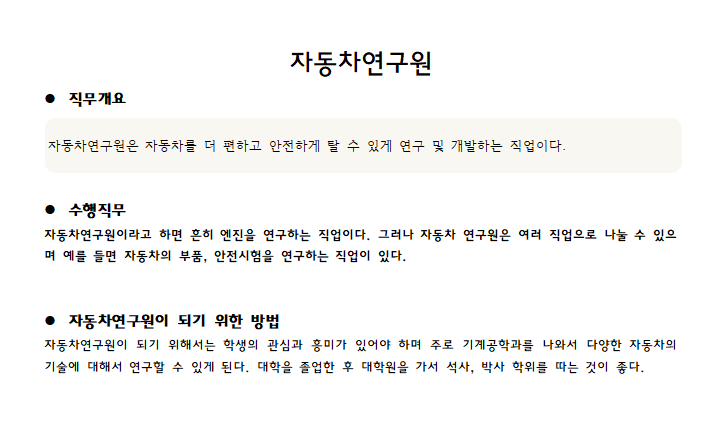 자동차연구원
● 직무개요
자동차연구원은 자동차를 더 편하고 안전하게 탈 수 있게 연구 및 개발하는 직업이다.
● 수행직무
자동차연구원이라고 하면 흔히 엔진을 연구하는 직업이다. 그러나 자동차 연구원은 여러 직업으로 나눌 수 있으
며 예를 들면 자동차의 부품, 안전시험을 연구하는 직업이 있다.
● 자동차연구원이 되기 위한 방법
자동차연구원이 되기 위해서는 학생의 관심과 흥미가 있어야 하며 주로 기계공학과를 나와서 다양한 자동차의
기술에 대해서 연구할 수 있게 된다. 대학을 졸업한 후 대학원을 가서 석사, 박사 학위를 따는 것이 좋다.